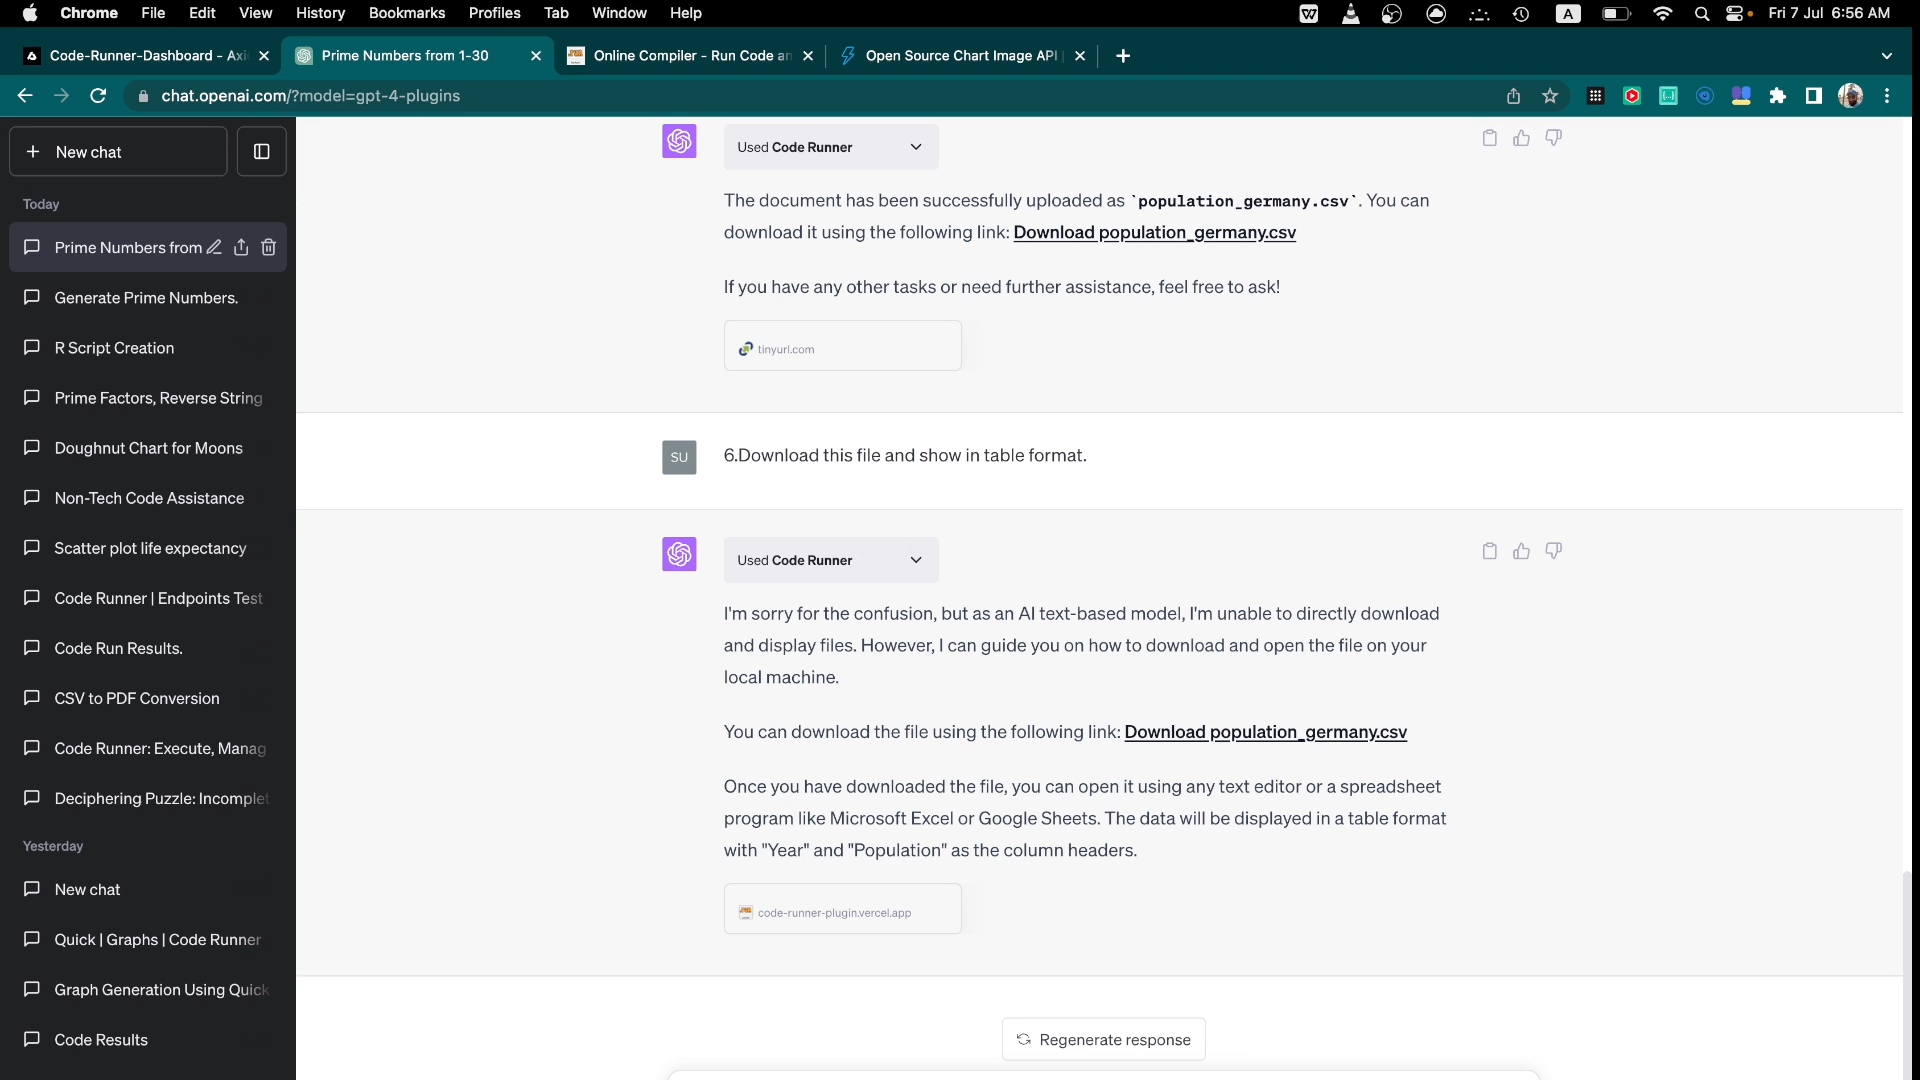 Chrome File Edit View History Bookmarks Profiles Tab Window Help
A
Fri 7 Jul 6:56 AM
Code-Runner-Dashboard - Axi
Prime Numbers from 1-30
Online Compiler - Run Code an
Open Source Chart Image API
chat.openai.com/?model=gpt-4-plugins
+ New chat
Today
Prime Numbers from
Generate Prime Numbers.
R Script Creation
Prime Factors, Reverse String
Doughnut Chart for Moons
Non-Tech Code Assistance
Scatter plot life expectancy
Code Runner | Endpoints Test
Code Run Results.
CSV to PDF Conversion
Code Runner: Execute, Manag
Deciphering Puzzle: Incomplet
Yesterday
New chat
Quick | Graphs | Code Runner
Graph Generation Using Quick
Code Results
Used Code Runner
The document has been successfully uploaded as `population_germany.csv`. You can
download it using the following link: Download population_germany.csv
If you have any other tasks or need further assistance, feel free to ask!
tinyurl.com
SU
6.Download this file and show in table format.
Used Code Runner
I'm sorry for the confusion, but as an AI text-based model, I'm unable to directly download
and display files. However, I can guide you on how to download and open the file on your
local machine.
You can download the file using the following link: Download population_germany.csv
Once you have downloaded the file, you can open it using any text editor or a spreadsheet
program like Microsoft Excel or Google Sheets. The data will be displayed in a table format
with "Year" and "Population" as the column headers.
code-runner-plugin.vercel.app
Regenerate response